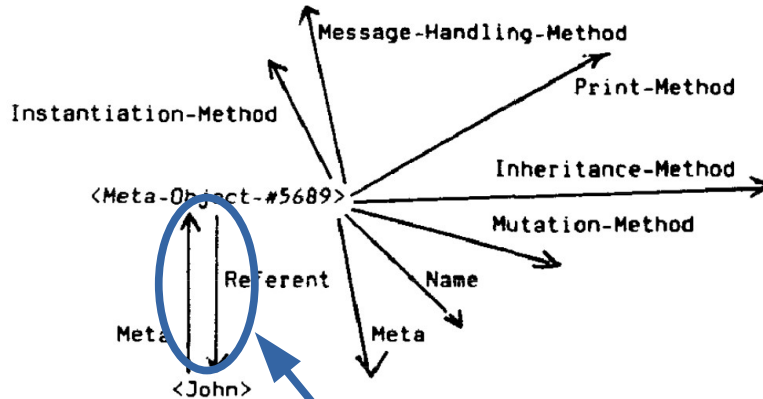 Message-Handling-Method
Print-Method
Instantiation-Method
Inheritance-Method
<Meta-Object-#5689>
Mutation-Method
Referent
Name
Meta
Meta
<John>